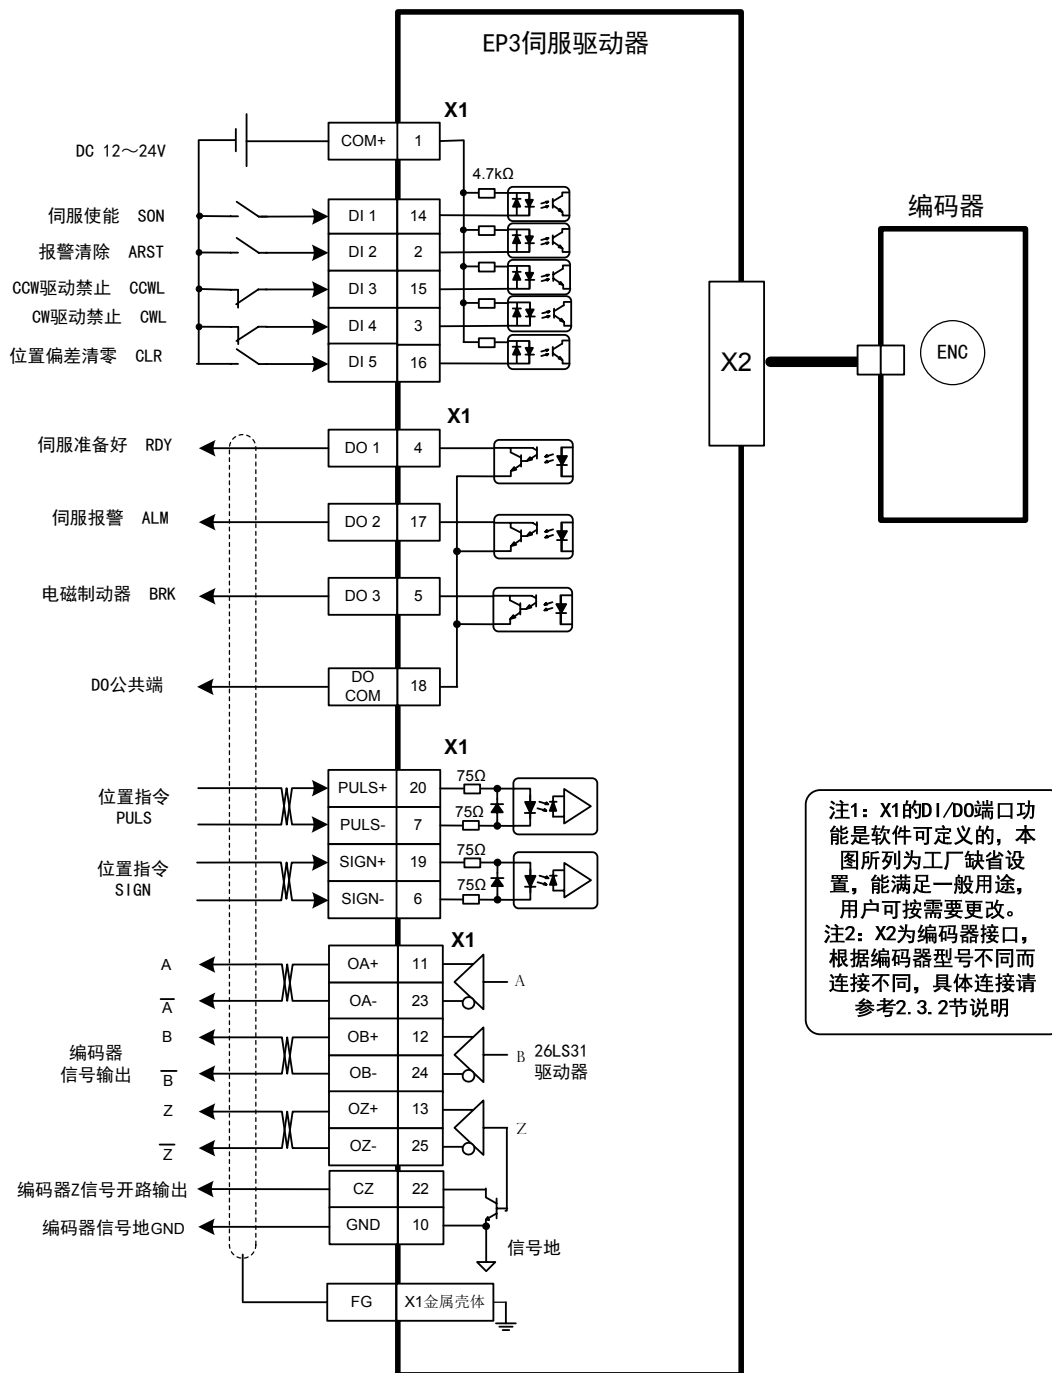 EP3伺服驱动器
X1
DC 12～24V
COM+ 1
4.7kΩ
伺服使能 SON DI 1 14
报警清除 ARST DI 2 2
CCW驱动禁止 CCWL DI 3 15
CW驱动禁止 CWL DI 4 3
位置偏差清零 CLR DI 5 16
编码器
ENC
X2
X1
伺服准备好 RDY DO 1 4
伺服报警 ALM DO 2 17
电磁制动器 BRK DO 3 5
DO公共端 DO COM 18
X1
位置指令
PULS
PULS+ 20 75Ω
PULS- 7 75Ω
位置指令
SIGN
SIGN+ 19 75Ω
SIGN- 6 75Ω
X1
A OA+ 11 A
A OA- 23
B OB+ 12 B
26LS31
驱动器
编码器
信号输出
B OB- 24
Z OZ+ 13 Z
Z OZ- 25
编码器Z信号开路输出 CZ 22
编码器信号地GND GND 10
信号地
FG X1金属壳体
注1: X1的DI/DO端口功
能是软件可定义的, 本
图所列为工厂缺省设
置, 能满足一般用途,
用户可按需要更改。
注2: X2为编码器接口,
根据编码器型号不同而
连接不同, 具体连接请
参考2.3.2节说明